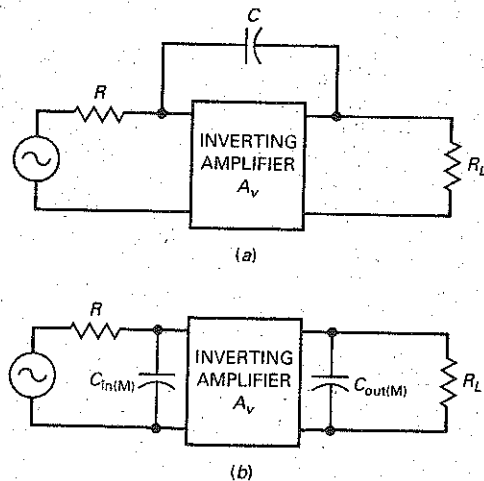 C
R
INVERTING
AMPLIFIER
A_v
R_L
(a)
R
C_in(M)
INVERTING
AMPLIFIER
A_v
C_out(M)
R_L
(b)